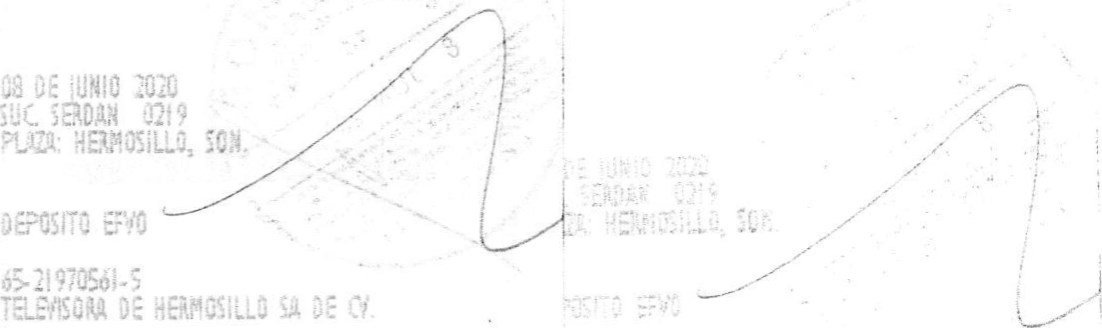 08 DE JUNIO 2020
SUC. SERDAN 0219
PLAZA: HERMOSILLO, SON.
DEPOSITO EFVO
65-21970561-5
TELEVISORA DE HERMOSILLO SA DE CV.
DE JUNIO 2020
SERDAN 0219
ZA: HERMOSILLO, SON.
POSITO EFVO